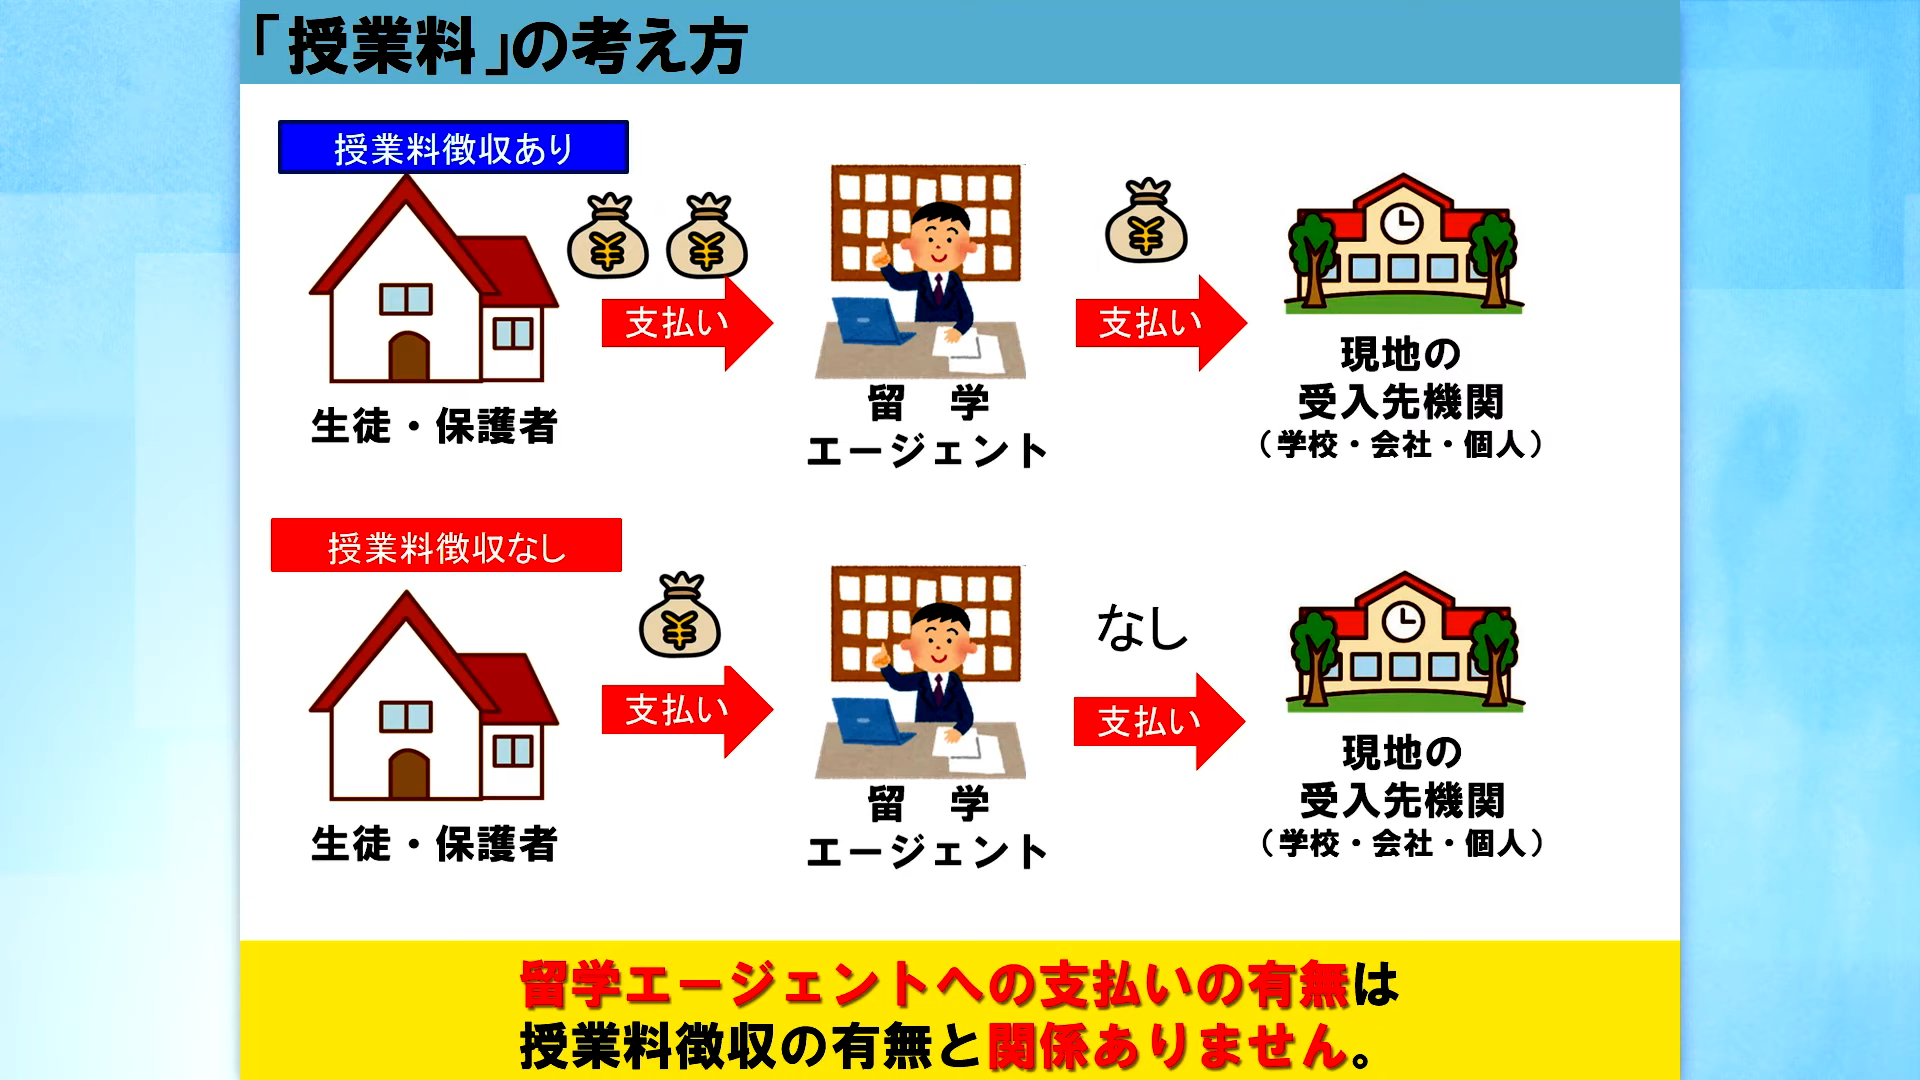 「授業料」の考え方
授業料徴収あり
¥ ¥
支払い
¥
支払い
生徒・保護者
留　学
エージェント
現地の
受入先機関
（学校・会社・個人）
授業料徴収なし
¥
支払い
なし
支払い
生徒・保護者
留　学
エージェント
現地の
受入先機関
（学校・会社・個人）
留学エージェントへの支払いの有無は
授業料徴収の有無と関係ありません。